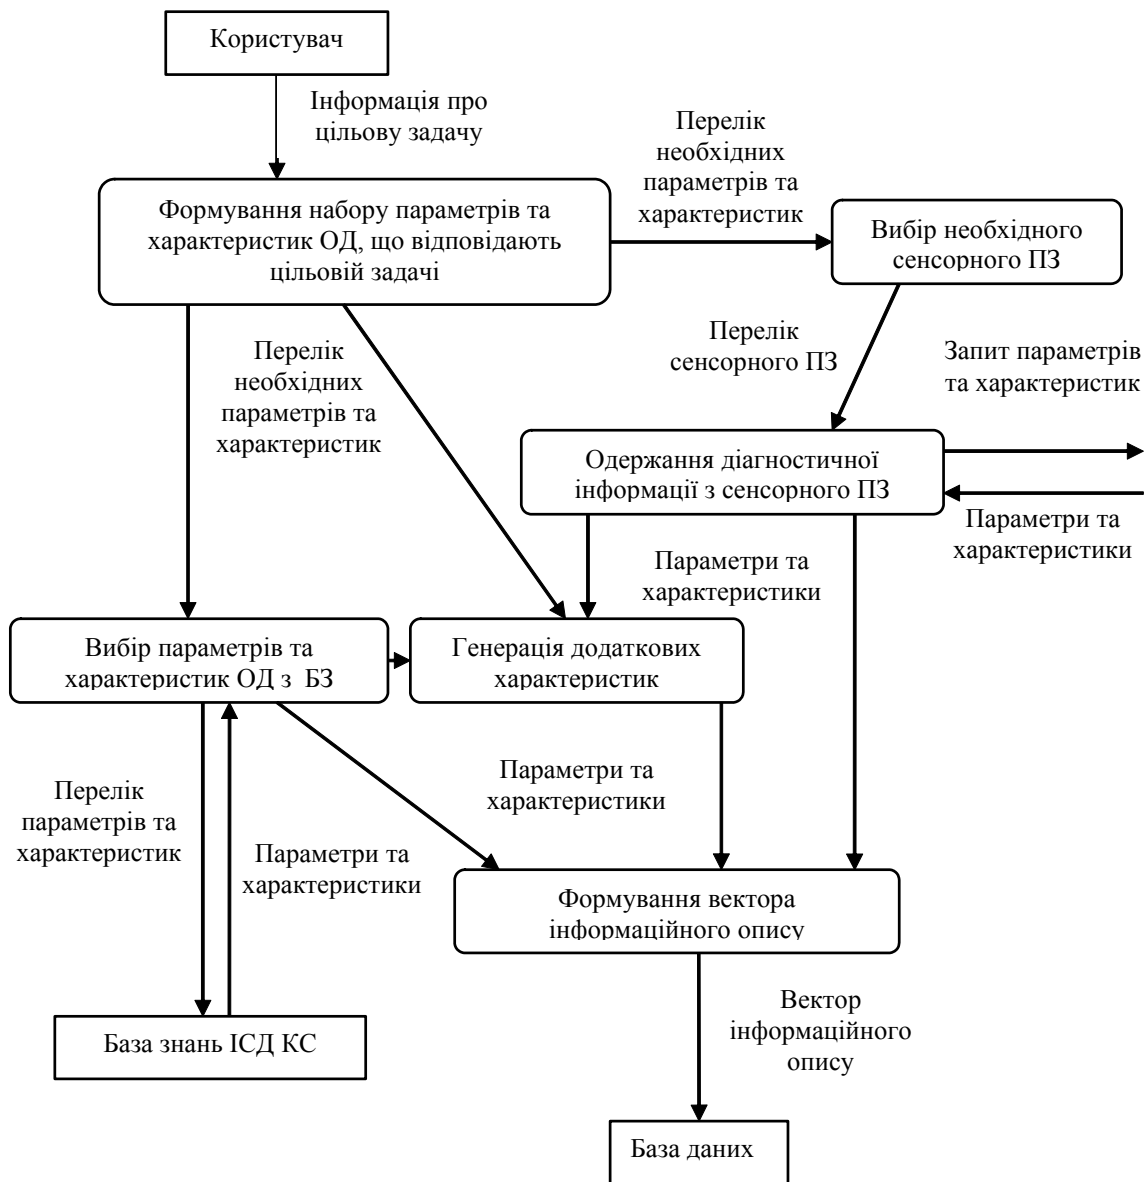 Користувач
Інформація про
цільову задачу
Перелік
необхідних
параметрів та
характеристик
Формування набору параметрів та
характеристик ОД, що відповідають
цільовій задачі
Вибір необхідного
сенсорного ПЗ
Перелік
сенсорного ПЗ
Запит параметрів
та характеристик
Перелік
необхідних
параметрів та
характеристик
Одержання діагностичної
інформації з сенсорного ПЗ
Параметри та
характеристики
Параметри та
характеристики
Вибір параметрів та
характеристик ОД з БЗ
Генерація додаткових
характеристик
Перелік
параметрів та
характеристик
Параметри та
характеристики
Параметри та
характеристики
Формування вектора
інформаційного опису
База знань ІСД КС
Вектор
інформаційного
опису
База даних